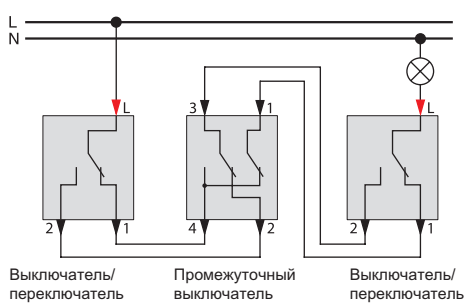 L
N
L 3 1 L
2 1 4 2 2 1
Выключатель/ Промежуточный Выключатель/
переключатель выключатель переключатель